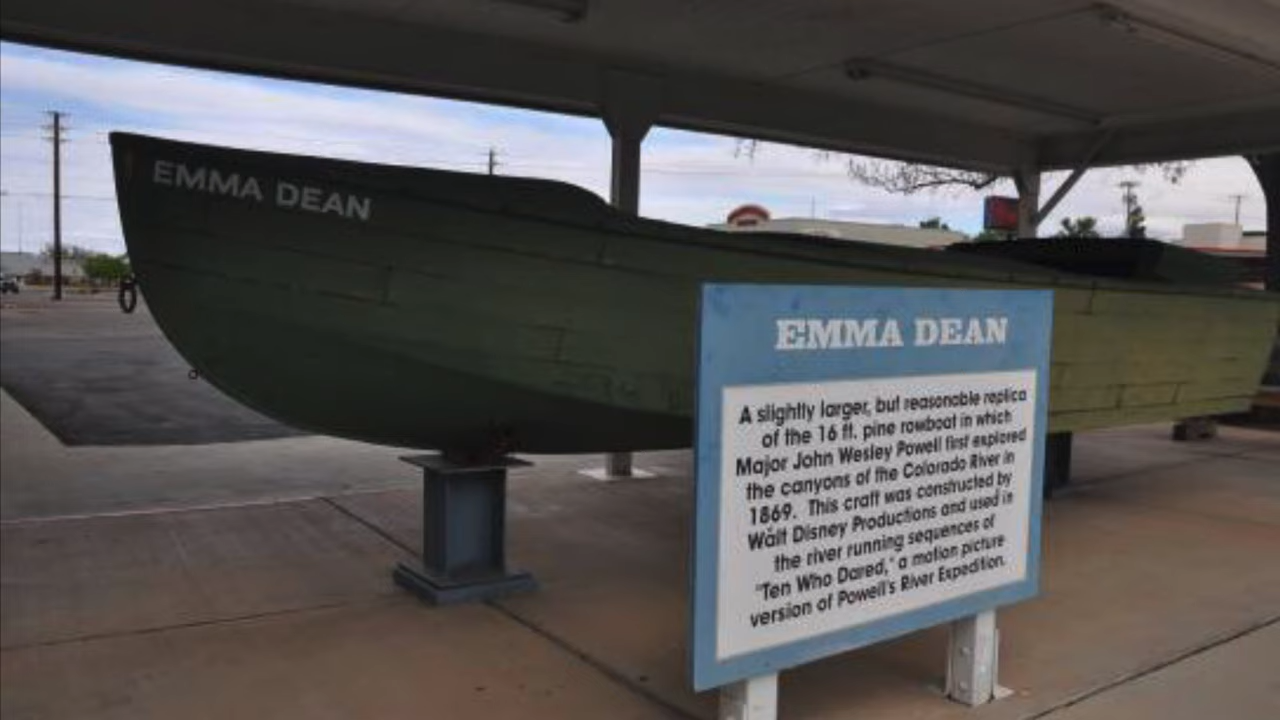 EMMA DEAN
EMMA DEAN
A slightly larger, but reasonable replica
of the 16 ft. pine rowboat in which
Major John Wesley Powell first explored
the canyons of the Colorado River in
1869. This craft was constructed by
Walt Disney Productions and used in
the river running sequences of
"Ten Who Dared," a motion picture
version of Powell's River Expedition.